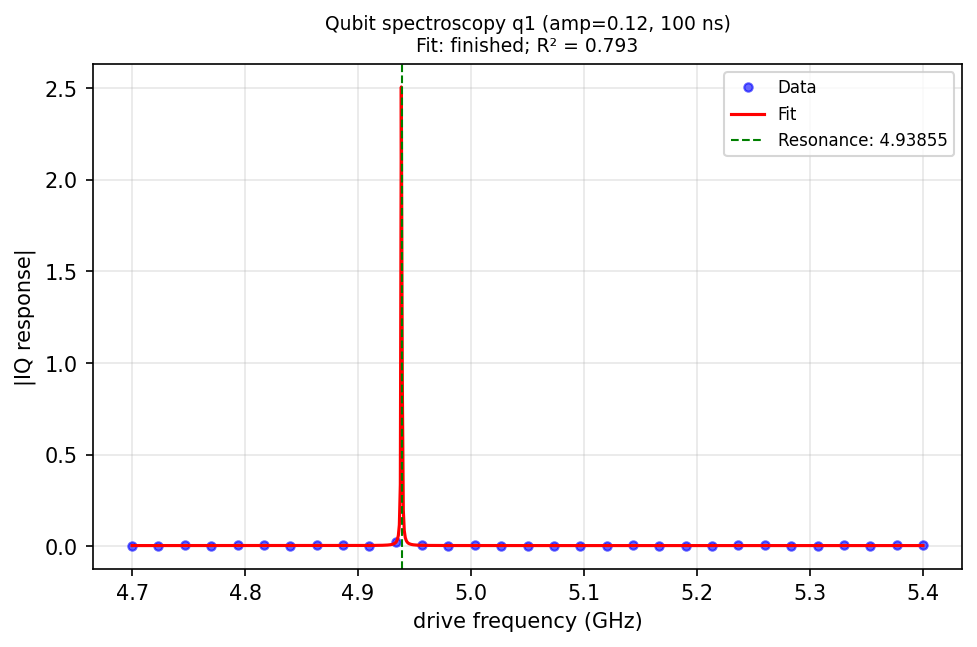 Qubit spectroscopy q1 (amp=0.12, 100 ns)
Fit: finished; R² = 0.793
Data
Fit
Resonance: 4.93855
|IQ response|
2.5
2.0
1.5
1.0
0.5
0.0
4.7 4.8 4.9 5.0 5.1 5.2 5.3 5.4
drive frequency (GHz)